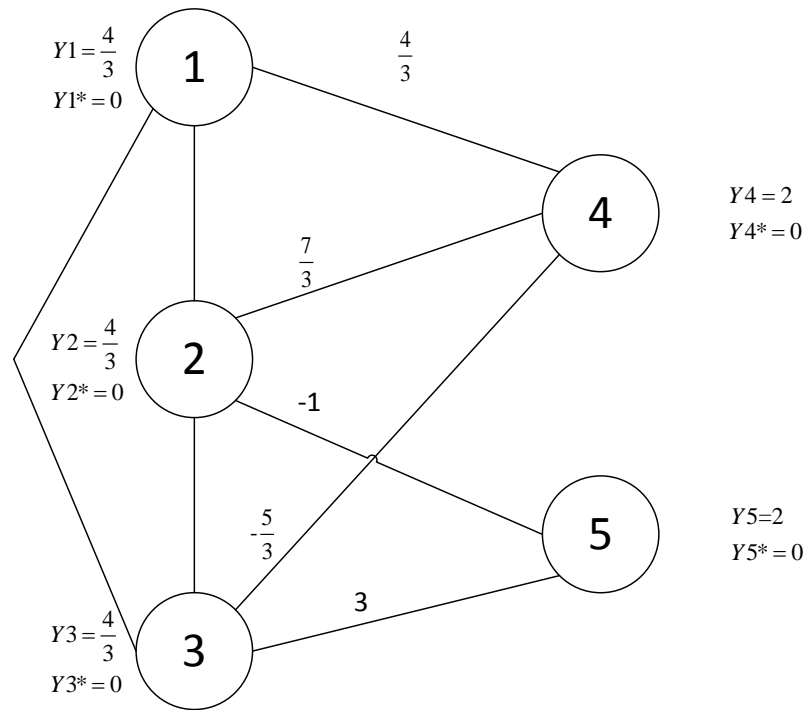 Y1 = 4/3
Y1* = 0
1
4/3
4
Y4 = 2
Y4* = 0
7/3
Y2 = 4/3
Y2* = 0
2
-1
-5/3
5
Y5=2
Y5* = 0
3
Y3 = 4/3
Y3* = 0
3